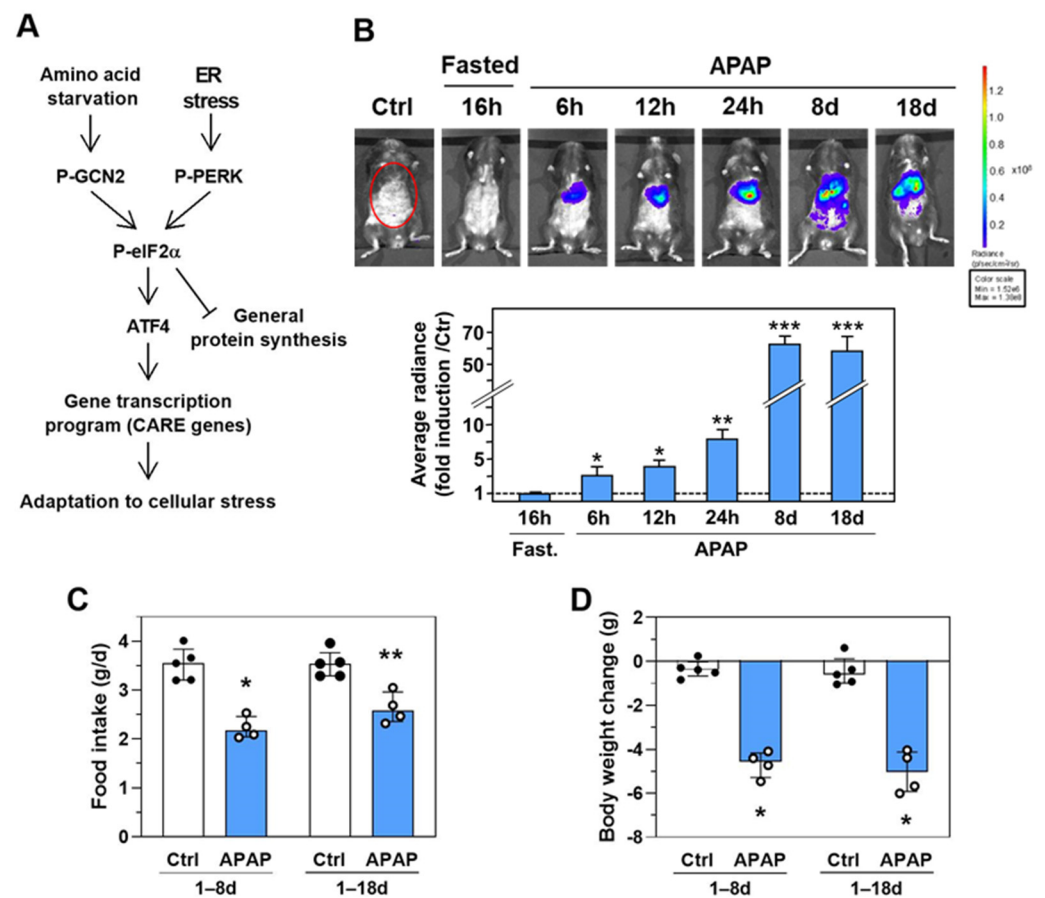 A
Amino acid
starvation
ER
stress
P-GCN2
P-PERK
P-eIF2α
ATF4
General
protein synthesis
Gene transcription
program (CARE genes)
Adaptation to cellular stress
B
Fasted
APAP
Ctrl
16h
6h
12h
24h
8d
18d
1.2
1.0
0.8
0.6
0.4
0.2
Radiance
(p/sec/cm²/sr)
Color scale
Min = 1.52e6
Average radiance
(fold induction /Ctr)
70
50
10
5
1
*
*
**
***
***
16h
6h
12h
24h
8d
18d
Fast.
APAP
C
Food intake (g/d)
4
3
2
1
0
*
**
Ctrl
APAP
Ctrl
APAP
1–8d
1–18d
D
Body weight change (g)
2
0
-2
-4
-6
-8
*
*
Ctrl
APAP
Ctrl
APAP
1–8d
1–18d